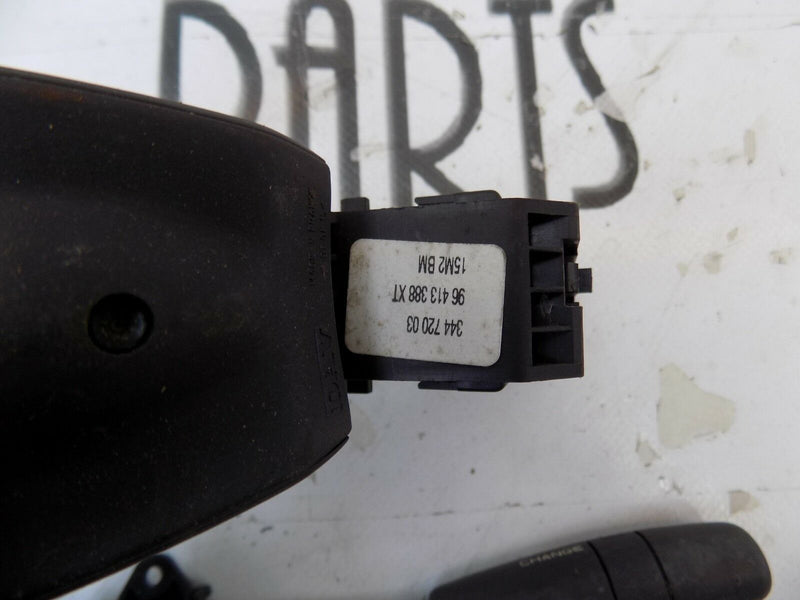 PARTS
344 720 03
96 413 388 XT
15M2 BM
CHANGE